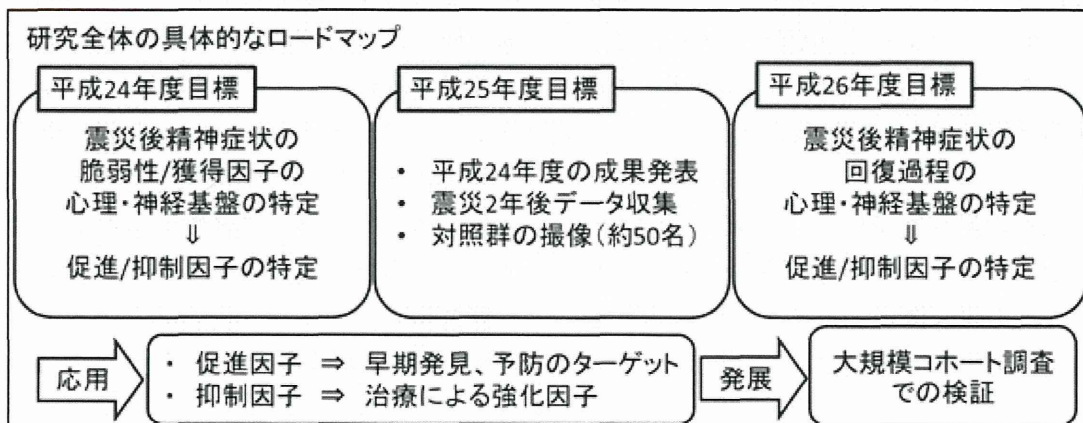 研究全体の具体的なロードマップ
平成24年度目標
震災後精神症状の
脆弱性/獲得因子の
心理・神経基盤の特定
⇓
促進/抑制因子の特定
平成25年度目標
・ 平成24年度の成果発表
・ 震災2年後データ収集
・ 対照群の撮像(約50名)
平成26年度目標
震災後精神症状の
回復過程の
心理・神経基盤の特定
⇓
促進/抑制因子の特定
応用
・ 促進因子 ⇒ 早期発見、予防のターゲット
・ 抑制因子 ⇒ 治療による強化因子
発展
大規模コホート調査
での検証